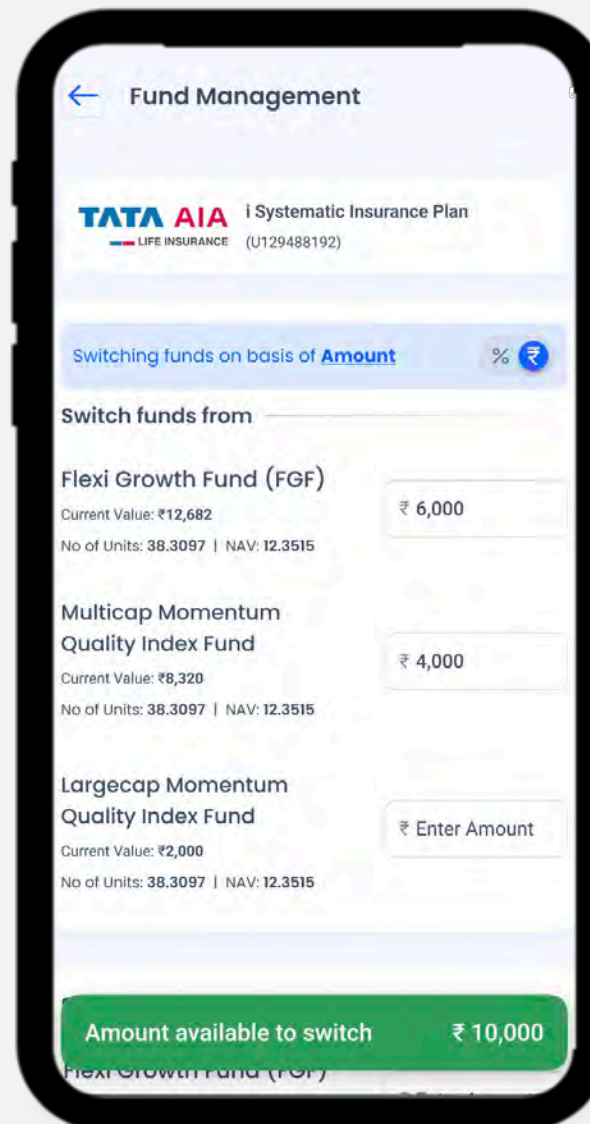 Fund Management
TATA AIA
LIFE INSURANCE
i Systematic Insurance Plan
(U129488192)
Switching funds on basis of Amount
% ₹
Switch funds from
Flexi Growth Fund (FGF)
Current Value: ₹12,682
No of Units: 38.3097 | NAV: 12.3515
₹ 6,000
Multicap Momentum
Quality Index Fund
Current Value: ₹8,320
No of Units: 38.3097 | NAV: 12.3515
₹ 4,000
Largecap Momentum
Quality Index Fund
Current Value: ₹2,000
No of Units: 38.3097 | NAV: 12.3515
₹ Enter Amount
Amount available to switch ₹ 10,000
Flexi Growth Fund (FGF)